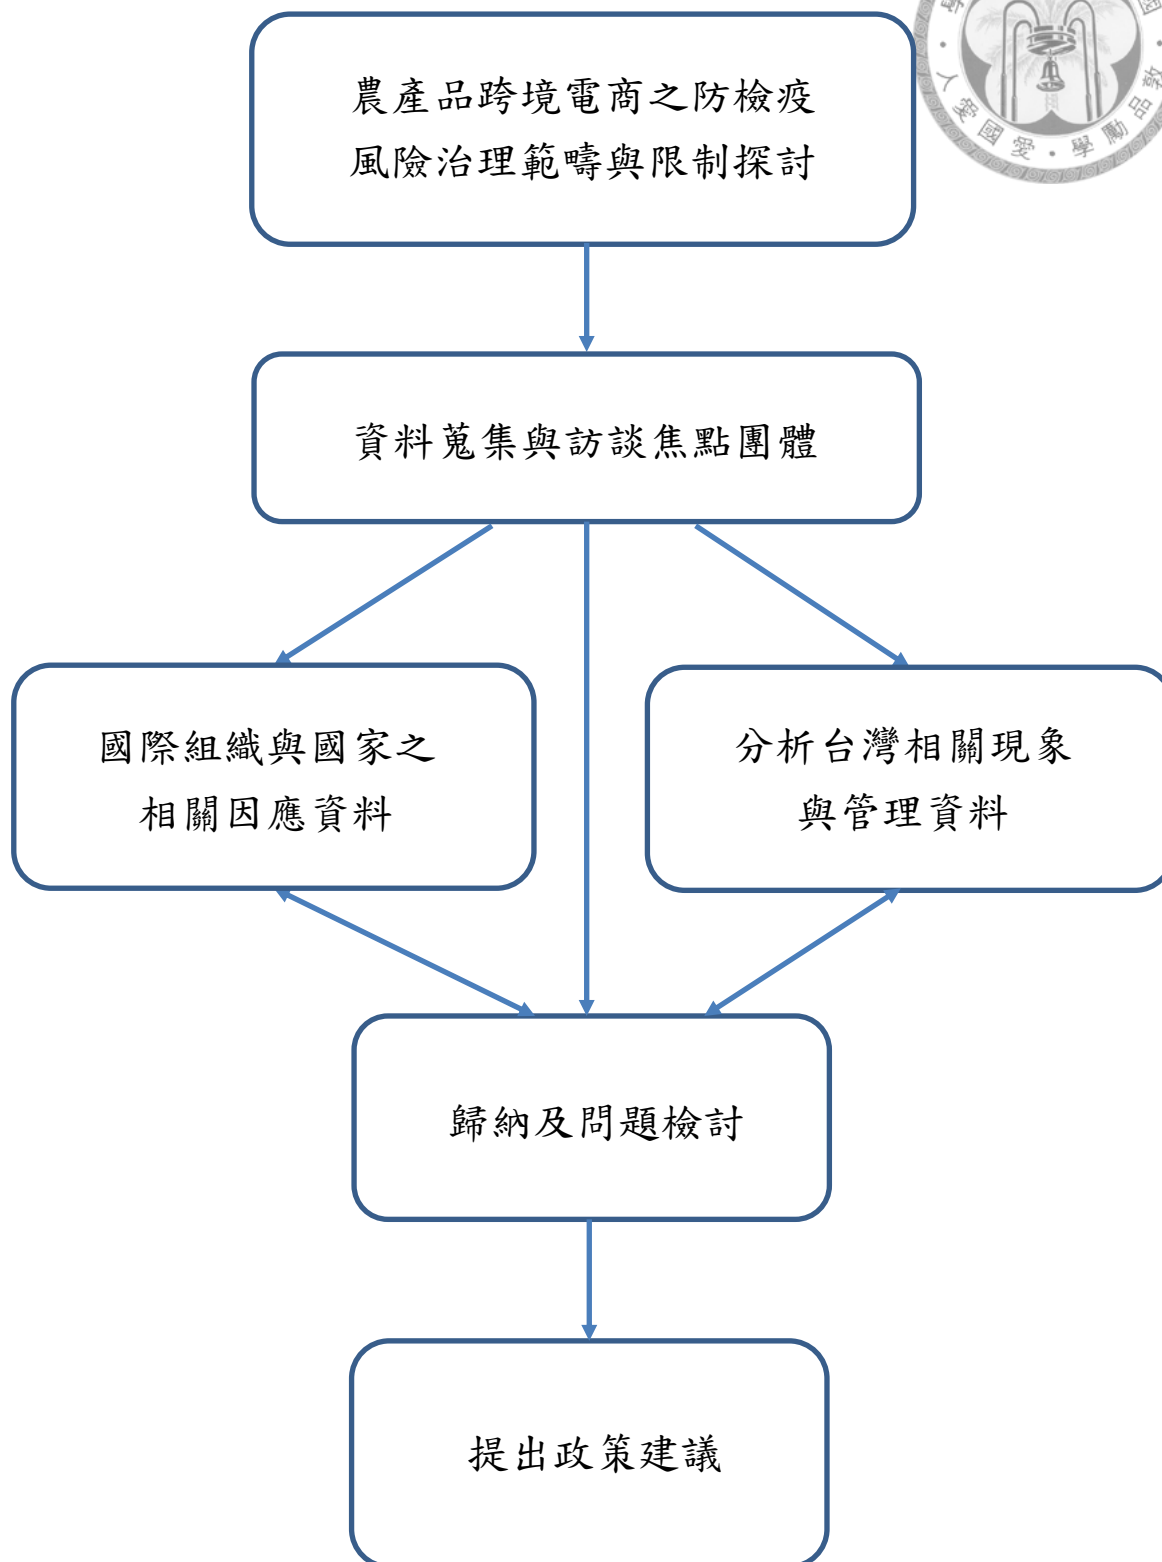 農產品跨境電商之防檢疫
風險治理範疇與限制探討
資料蒐集與訪談焦點團體
國際組織與國家之
相關因應資料
分析台灣相關現象
與管理資料
歸納及問題檢討
提出政策建議